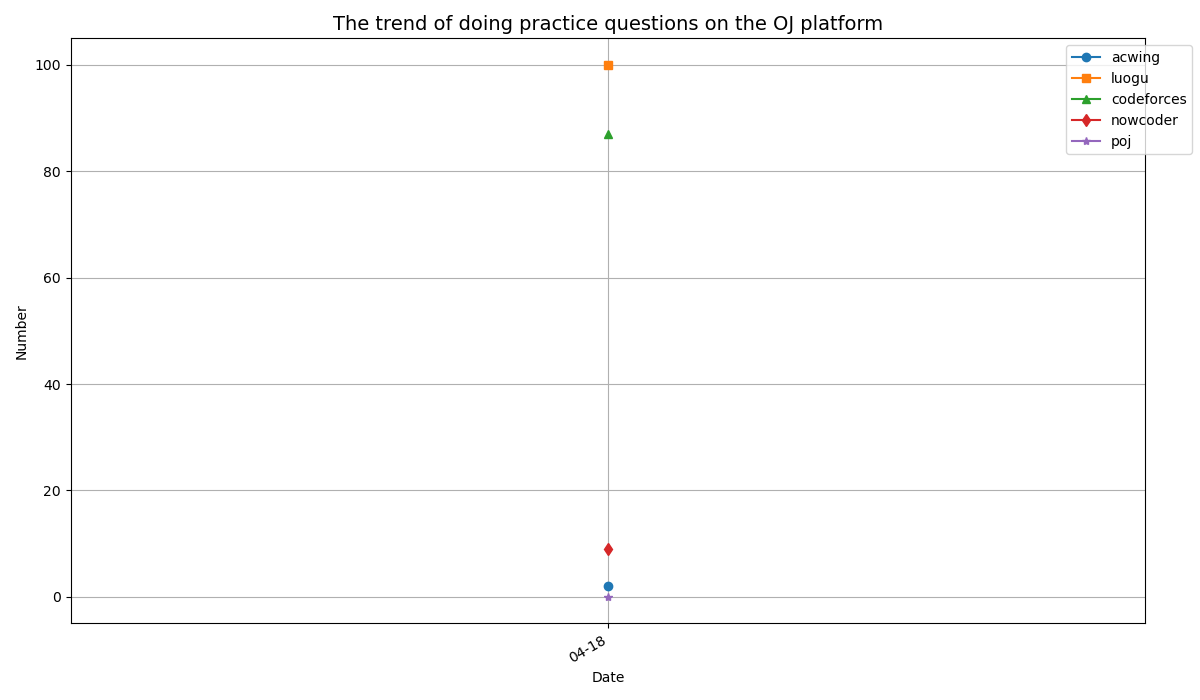 The trend of doing practice questions on the OJ platform
100
80
60
40
20
0
Number
04-18
Date
acwing
luogu
codeforces
nowcoder
poj